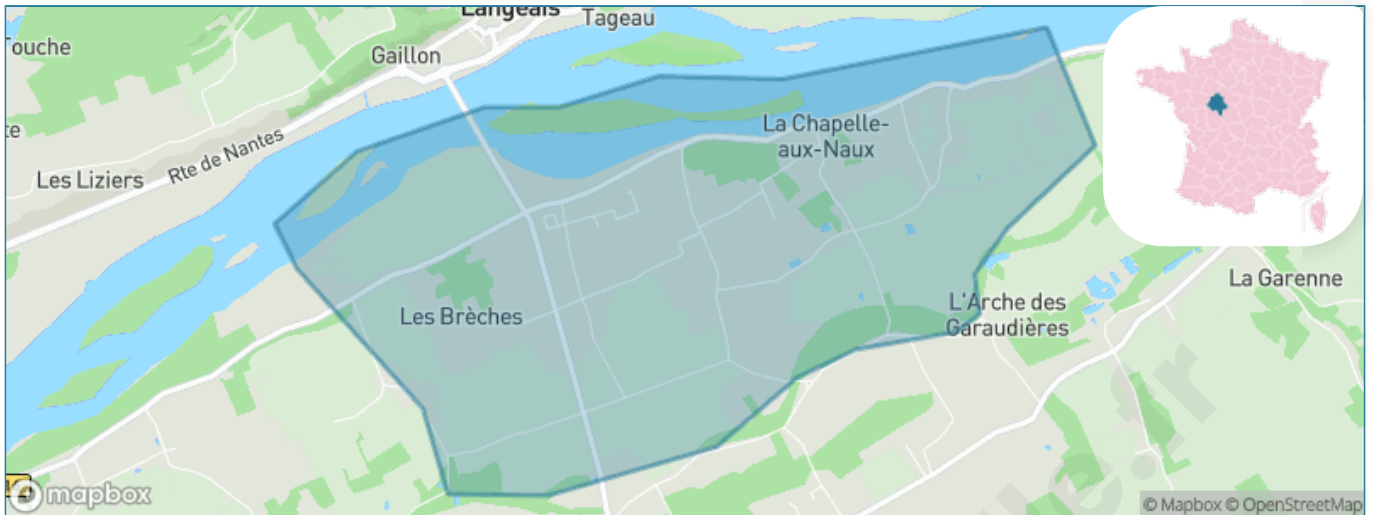 Langeais
Tageau
Gaillon
Rte de Nantes
Les Liziers
La Chapelle-
aux-Naux
Les Brèches
L'Arche des
Garaudières
La Garenne
mapbox
© Mapbox © OpenStreetMap